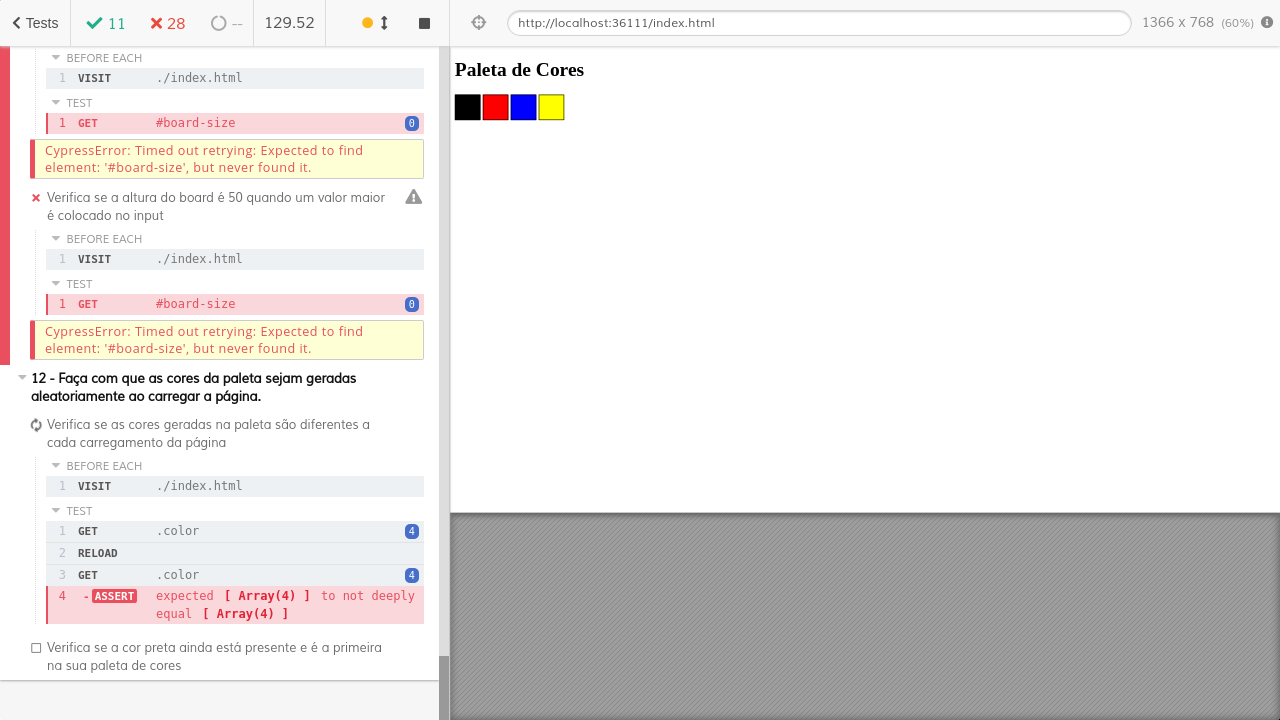 Tests
11
28
--
129.52
http://localhost:36111/index.html
1366 x 768 (60%)
BEFORE EACH
1 VISIT ./index.html
TEST
1 GET #board-size 0
CypressError: Timed out retrying: Expected to find
element: '#board-size', but never found it.
Verifica se a altura do board é 50 quando um valor maior
é colocado no input
BEFORE EACH
1 VISIT ./index.html
TEST
1 GET #board-size 0
CypressError: Timed out retrying: Expected to find
element: '#board-size', but never found it.
12 - Faça com que as cores da paleta sejam geradas
aleatoriamente ao carregar a página.
Verifica se as cores geradas na paleta são diferentes a
cada carregamento da página
BEFORE EACH
1 VISIT ./index.html
TEST
1 GET .color 4
2 RELOAD
3 GET .color 4
4 -ASSERT expected [ Array(4) ] to not deeply
equal [ Array(4) ]
Verifica se a cor preta ainda está presente e é a primeira
na sua paleta de cores
Paleta de Cores